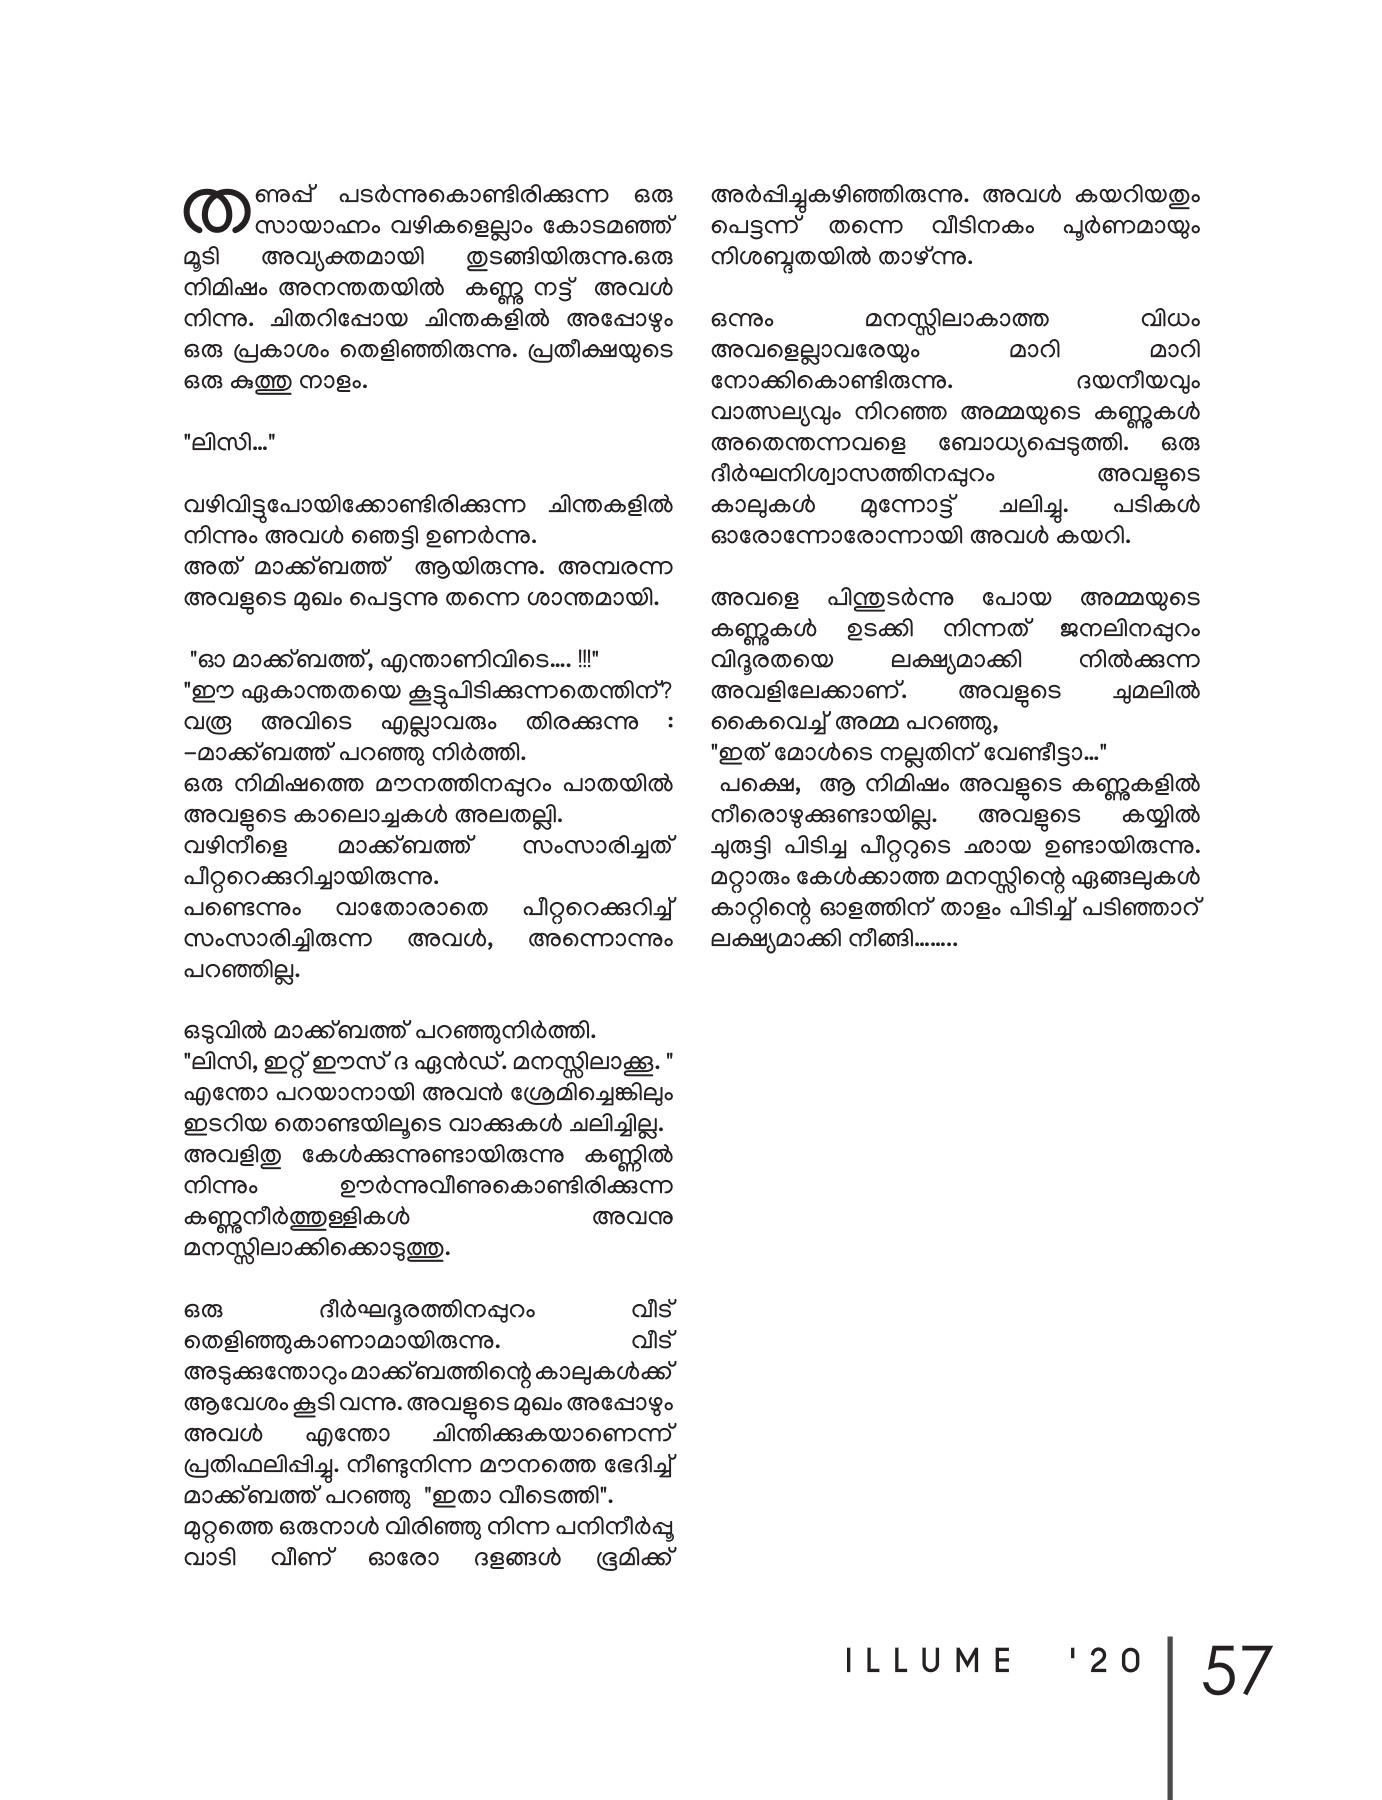 തണുപ്പ് പടർന്നുകൊണ്ടിരിക്കുന്ന ഒരു
സായാഹ്നം വഴികളെല്ലാം കോടമഞ്ഞ്
മൂടി അവ്യക്തമായി തുടങ്ങിയിരുന്നു.ഒരു
നിമിഷം അനന്തതയിൽ കണ്ണു നട്ട് അവൾ
നിന്നു. ചിതറിപ്പോയ ചിന്തകളിൽ അപ്പോഴും
ഒരു പ്രകാശം തെളിഞ്ഞിരുന്നു. പ്രതീക്ഷയുടെ
ഒരു കുത്തു നാളം.
"ലിസി..."
വഴിവിട്ടുപോയിക്കോണ്ടിരിക്കുന്ന ചിന്തകളിൽ
നിന്നും അവൾ ഞെട്ടി ഉണർന്നു.
അത് മാക്ക്ബത്ത് ആയിരുന്നു. അമ്പരന്ന
അവളുടെ മുഖം പെട്ടന്നു തന്നെ ശാന്തമായി.
"ഓ മാക്ക്ബത്ത്, എന്താണിവിടെ.... !!!"
"ഈ ഏകാന്തതയെ കൂട്ടുപിടിക്കുന്നതെന്തിന്?
വരൂ അവിടെ എല്ലാവരും തിരക്കുന്നു :
–മാക്ക്ബത്ത് പറഞ്ഞു നിർത്തി.
ഒരു നിമിഷത്തെ മൗനത്തിനപ്പുറം പാതയിൽ
അവളുടെ കാലൊച്ചകൾ അലതല്ലി.
വഴിനീളെ മാക്ക്ബത്ത് സംസാരിച്ചത്
പീറ്ററെക്കുറിച്ചായിരുന്നു.
പണ്ടെന്നും വാതോരാതെ പീറ്ററെക്കുറിച്ച്
സംസാരിച്ചിരുന്ന അവൾ, അന്നൊന്നും
പറഞ്ഞില്ല.
ഒടുവിൽ മാക്ക്ബത്ത് പറഞ്ഞുനിർത്തി.
"ലിസി, ഇറ്റ് ഈസ് ദ ഏൻഡ്. മനസ്സിലാക്കൂ. "
എന്തോ പറയാനായി അവൻ ശ്രേമിച്ചെങ്കിലും
ഇടറിയ തൊണ്ടയിലൂടെ വാക്കുകൾ ചലിച്ചില്ല.
അവളിതു കേൾക്കുന്നുണ്ടായിരുന്നു കണ്ണിൽ
നിന്നും ഊർന്നുവീണുകൊണ്ടിരിക്കുന്ന
കണ്ണുനീർത്തുള്ളികൾ അവനു
മനസ്സിലാക്കിക്കൊടുത്തു.
ഒരു ദീർഘദൂരത്തിനപ്പുറം വീട്
തെളിഞ്ഞുകാണാമായിരുന്നു. വീട്
അടുക്കുന്തോറും മാക്ക്ബത്തിന്റെ കാലുകൾക്ക്
ആവേശം കൂടി വന്നു. അവളുടെ മുഖം അപ്പോഴും
അവൾ എന്തോ ചിന്തിക്കുകയാണെന്ന്
പ്രതിഫലിപ്പിച്ചു. നീണ്ടുനിന്ന മൗനത്തെ ഭേദിച്ച്
മാക്ക്ബത്ത് പറഞ്ഞു "ഇതാ വീടെത്തി".
മുറ്റത്തെ ഒരുനാൾ വിരിഞ്ഞു നിന്ന പനിനീർപ്പൂ
വാടി വീണ് ഓരോ ദളങ്ങൾ ഭൂമിക്ക്
അർപ്പിച്ചുകഴിഞ്ഞിരുന്നു. അവൾ കയറിയതും
പെട്ടന്ന് തന്നെ വീടിനകം പൂർണമായും
നിശബ്ദതയിൽ താഴ്ന്നു.
ഒന്നും മനസ്സിലാകാത്ത വിധം
അവളെല്ലാവരേയും മാറി മാറി
നോക്കികൊണ്ടിരുന്നു. ദയനീയവും
വാത്സല്യവും നിറഞ്ഞ അമ്മയുടെ കണ്ണുകൾ
അതെന്തന്നവളെ ബോധ്യപ്പെടുത്തി. ഒരു
ദീർഘനിശ്വാസത്തിനപ്പുറം അവളുടെ
കാലുകൾ മുന്നോട്ട് ചലിച്ചു. പടികൾ
ഓരോന്നോരോന്നായി അവൾ കയറി.
അവളെ പിന്തുടർന്നു പോയ അമ്മയുടെ
കണ്ണുകൾ ഉടക്കി നിന്നത് ജനലിനപ്പുറം
വിദൂരതയെ ലക്ഷ്യമാക്കി നിൽക്കുന്ന
അവളിലേക്കാണ്. അവളുടെ ചുമലിൽ
കൈവെച്ച് അമ്മ പറഞ്ഞു,
"ഇത് മോൾടെ നല്ലതിന് വേണ്ടീട്ടാ..."
പക്ഷെ, ആ നിമിഷം അവളുടെ കണ്ണുകളിൽ
നീരൊഴുക്കുണ്ടായില്ല. അവളുടെ കയ്യിൽ
ചുരുട്ടി പിടിച്ച പീറ്ററുടെ ഛായ ഉണ്ടായിരുന്നു.
മറ്റാരും കേൾക്കാത്ത മനസ്സിന്റെ ഏങ്ങലുകൾ
കാറ്റിന്റെ ഓളത്തിന് താളം പിടിച്ച് പടിഞ്ഞാറ്
ലക്ഷ്യമാക്കി നീങ്ങി........
ILLUME '20
57